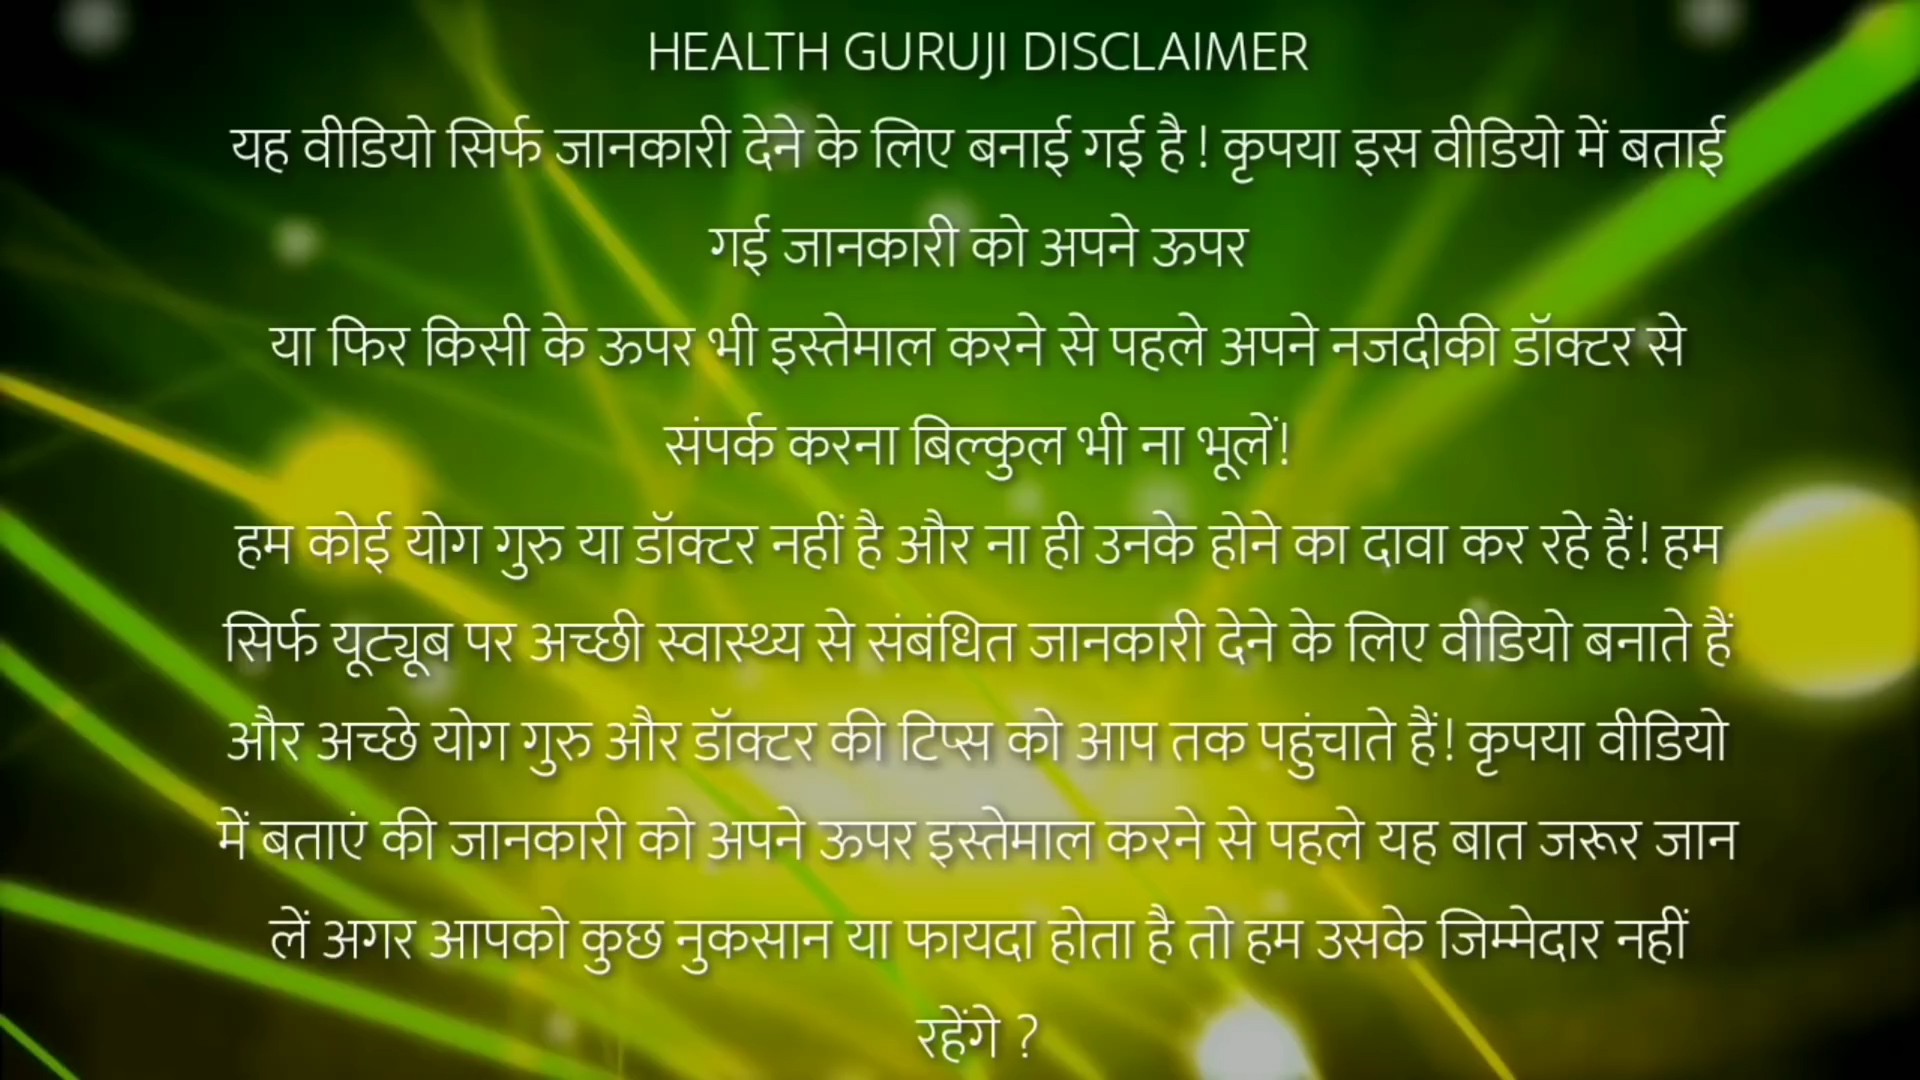 HEALTH GURUJI DISCLAIMER
यह वीडियो सिर्फ जानकारी देने के लिए बनाई गई है ! कृपया इस वीडियो में बताई
गई जानकारी को अपने ऊपर
या फिर किसी के ऊपर भी इस्तेमाल करने से पहले अपने नजदीकी डॉक्टर से
संपर्क करना बिल्कुल भी ना भूलें!
हम कोई योग गुरु या डॉक्टर नहीं है और ना ही उनके होने का दावा कर रहे हैं! हम
सिर्फ यूट्यूब पर अच्छी स्वास्थ्य से संबंधित जानकारी देने के लिए वीडियो बनाते हैं
और अच्छे योग गुरु और डॉक्टर की टिप्स को आप तक पहुंचाते हैं! कृपया वीडियो
में बताएं की जानकारी को अपने ऊपर इस्तेमाल करने से पहले यह बात जरूर जान
लें अगर आपको कुछ नुकसान या फायदा होता है तो हम उसके जिम्मेदार नहीं
रहेंगे ?